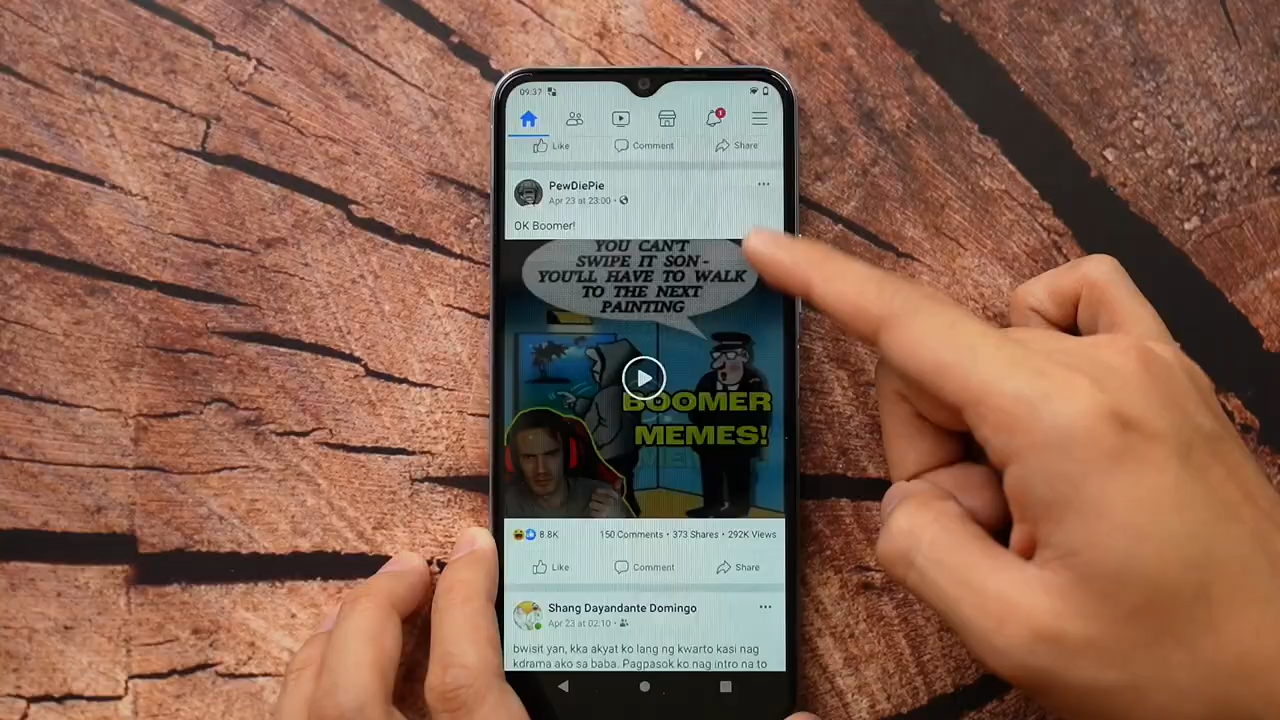 09:37
1
Like Comment Share
PewDiePie
Apr 23 at 23:00
OK Boomer!
YOU CAN'T
SWIPE IT SON -
YOU'LL HAVE TO WALK
TO THE NEXT
PAINTING
BOOMER
MEMES!
8.8K 150 Comments • 373 Shares • 292K Views
Like Comment Share
Shang Dayandante Domingo
Apr 23 at 02:10
bwisit yan, kka akyat ko lang ng kwarto kasi nag
kdrama ako sa baba. Pagpasok ko nag intro na to